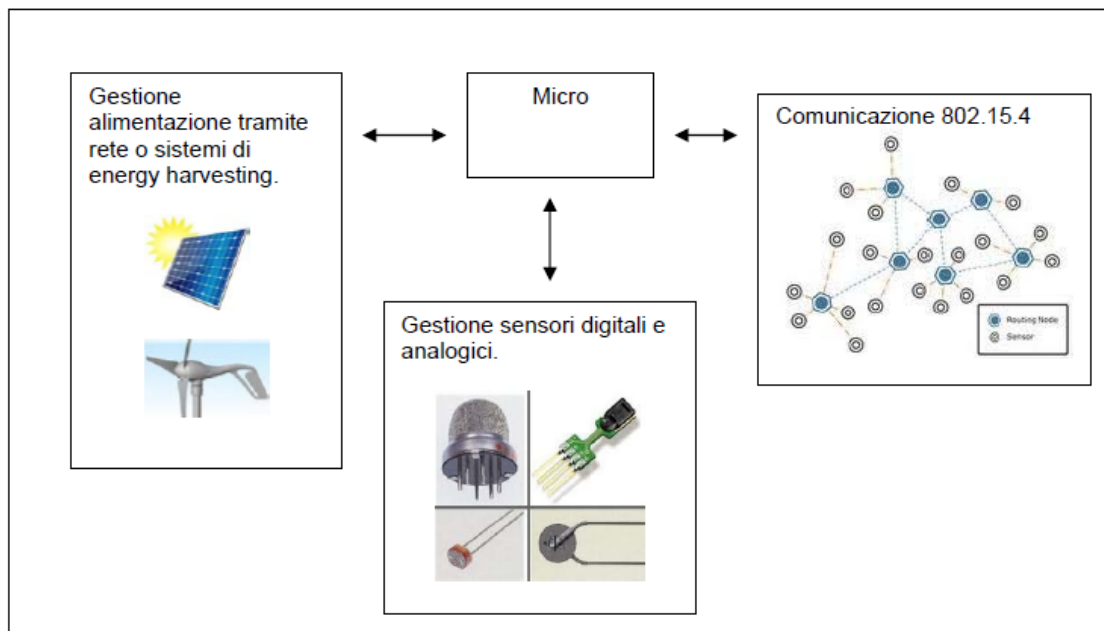 Gestione
alimentazione tramite
rete o sistemi di
energy harvesting.
Micro
Comunicazione 802.15.4
Routing Node
Sensor
Gestione sensori digitali e
analogici.